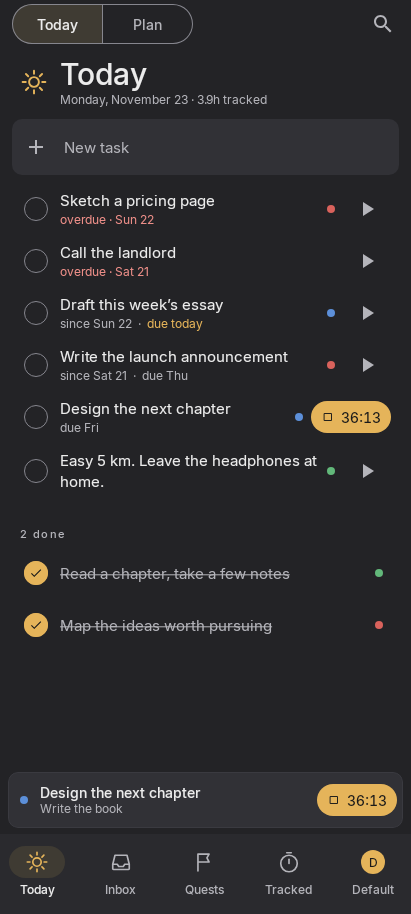 Today
Plan
Today
Monday, November 23 · 3.9h tracked
New task
Sketch a pricing page
overdue · Sun 22
Call the landlord
overdue · Sat 21
Draft this week’s essay
since Sun 22 · due today
Write the launch announcement
since Sat 21 · due Thu
Design the next chapter
due Fri
36:13
Easy 5 km. Leave the headphones at
home.
2 done
Read a chapter, take a few notes
Map the ideas worth pursuing
Design the next chapter
Write the book
36:13
D
Today
Inbox
Quests
Tracked
Default